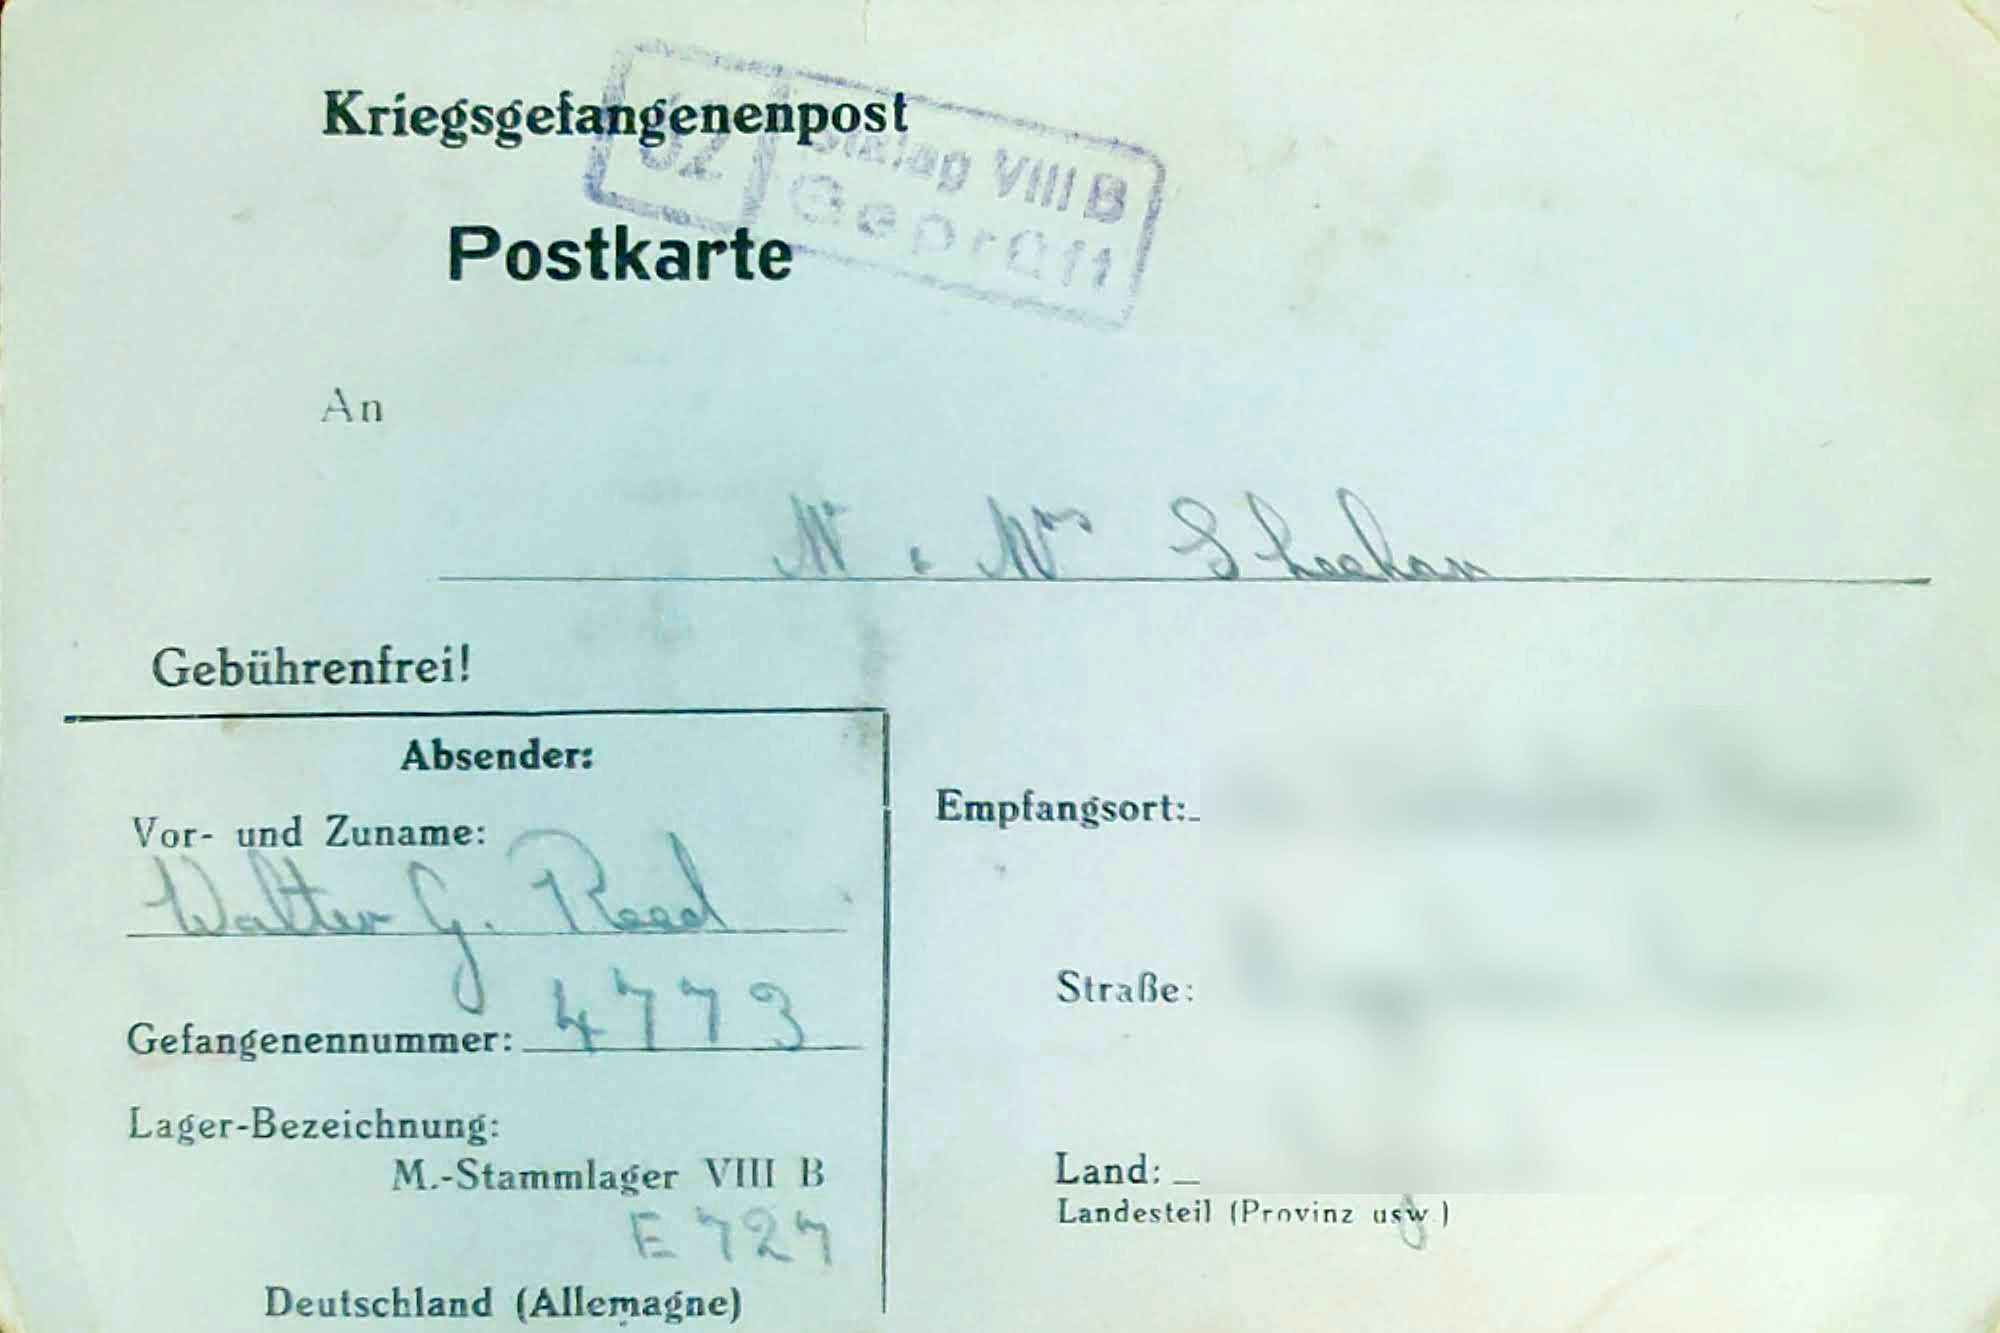 Kriegsgefangenenpost
Stalag VIII B
Geprüft
Postkarte
An
Mr & Mrs Sheehan
Gebührenfrei!
Absender:
Vor- und Zuname:
Walter G. Reed
Gefangenennummer: 4773
Lager-Bezeichnung:
M.-Stammlager VIII B
E 727
Deutschland (Allemagne)
Empfangsort:
Straße:
Land:
Landesteil (Provinz usw.)